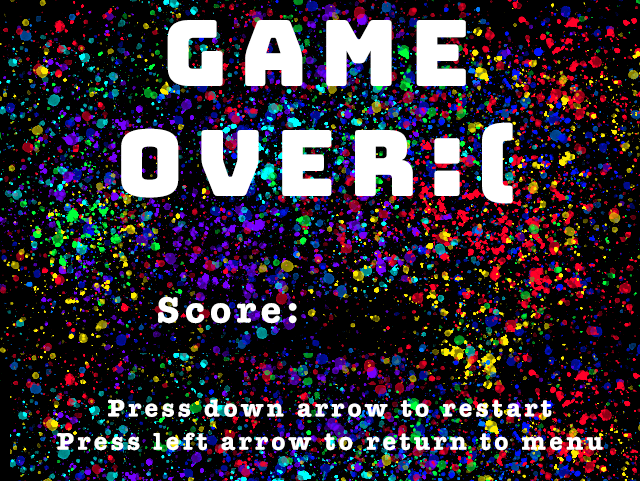 GAME
OVER:(
Score:
Press down arrow to restart
Press left arrow to return to menu